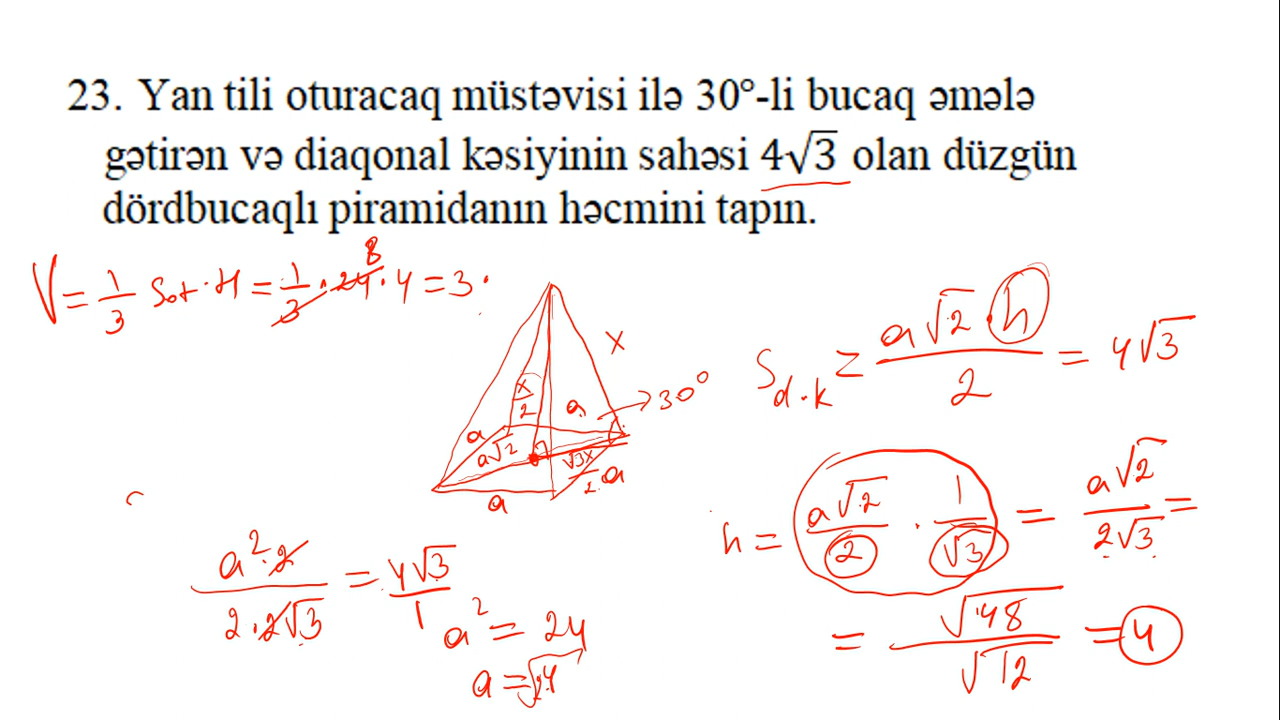 23. Yan tili oturacaq müstəvisi ilə 30°-li bucaq əmələ
gətirən və diaqonal kəsiyinin sahəsi 4√3 olan düzgün
dördbucaqlı piramidanın həcmini tapın.
V = 1/3 Sot · H = 1/3 · 24 8 · 4 = 3
x
x/2
a
→ 30°
a
a√2
√3x/2
a
a
S d.k = a√2 · h / 2 = 4√3
h = a√2/2 · 1/√3 = a√2/2√3 =
= √48/√12 = 4
a² · 2 / 2 · 2√3 = 4√3/1
a² = 24
a = √24